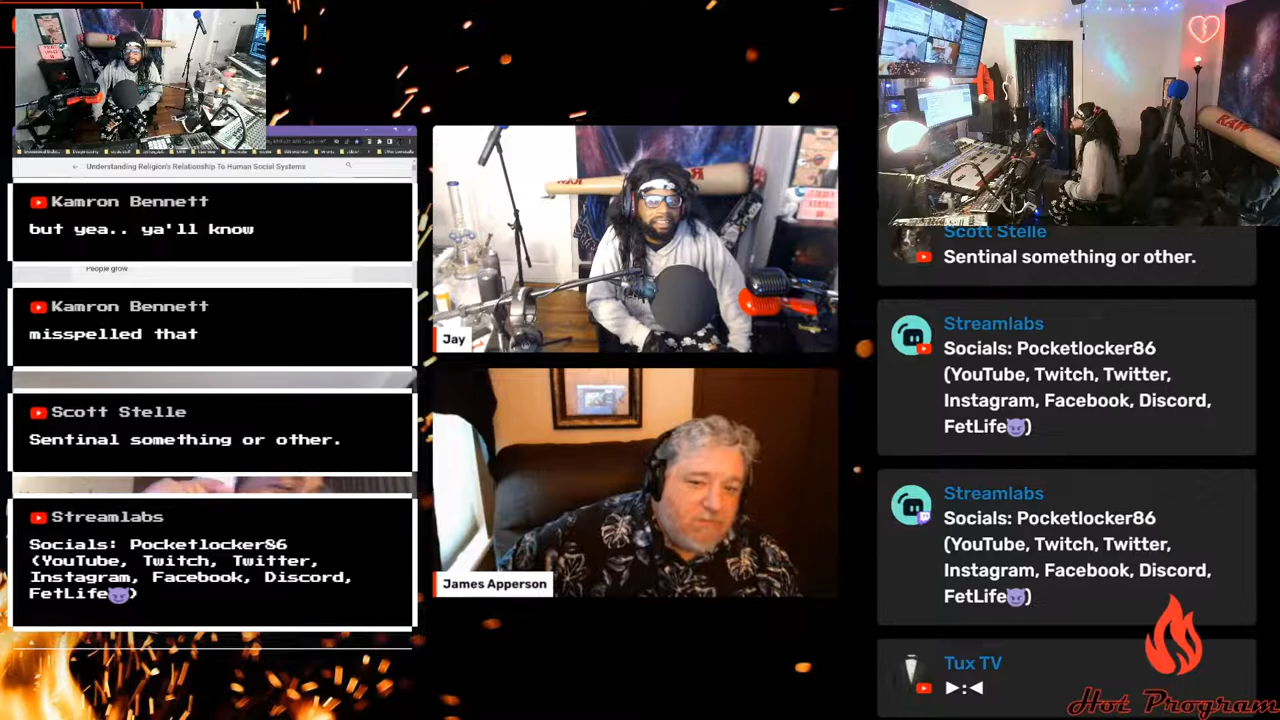 Understanding Religion's Relationship To Human Social Systems
Kamron Bennett
but yea.. ya'll know
People grow
Kamron Bennett
misspelled that
Scott Stelle
Sentinal something or other.
Streamlabs
Socials: Pocketlocker86
(YouTube, Twitch, Twitter,
Instagram, Facebook, Discord,
FetLife😈)
RAW
Jay
James Apperson
RAW
Scott Stelle
Sentinal something or other.
Streamlabs
Socials: Pocketlocker86
(YouTube, Twitch, Twitter,
Instagram, Facebook, Discord,
FetLife😈)
Streamlabs
Socials: Pocketlocker86
(YouTube, Twitch, Twitter,
Instagram, Facebook, Discord,
FetLife😈)
Tux TV
▶:◀
Hot Program